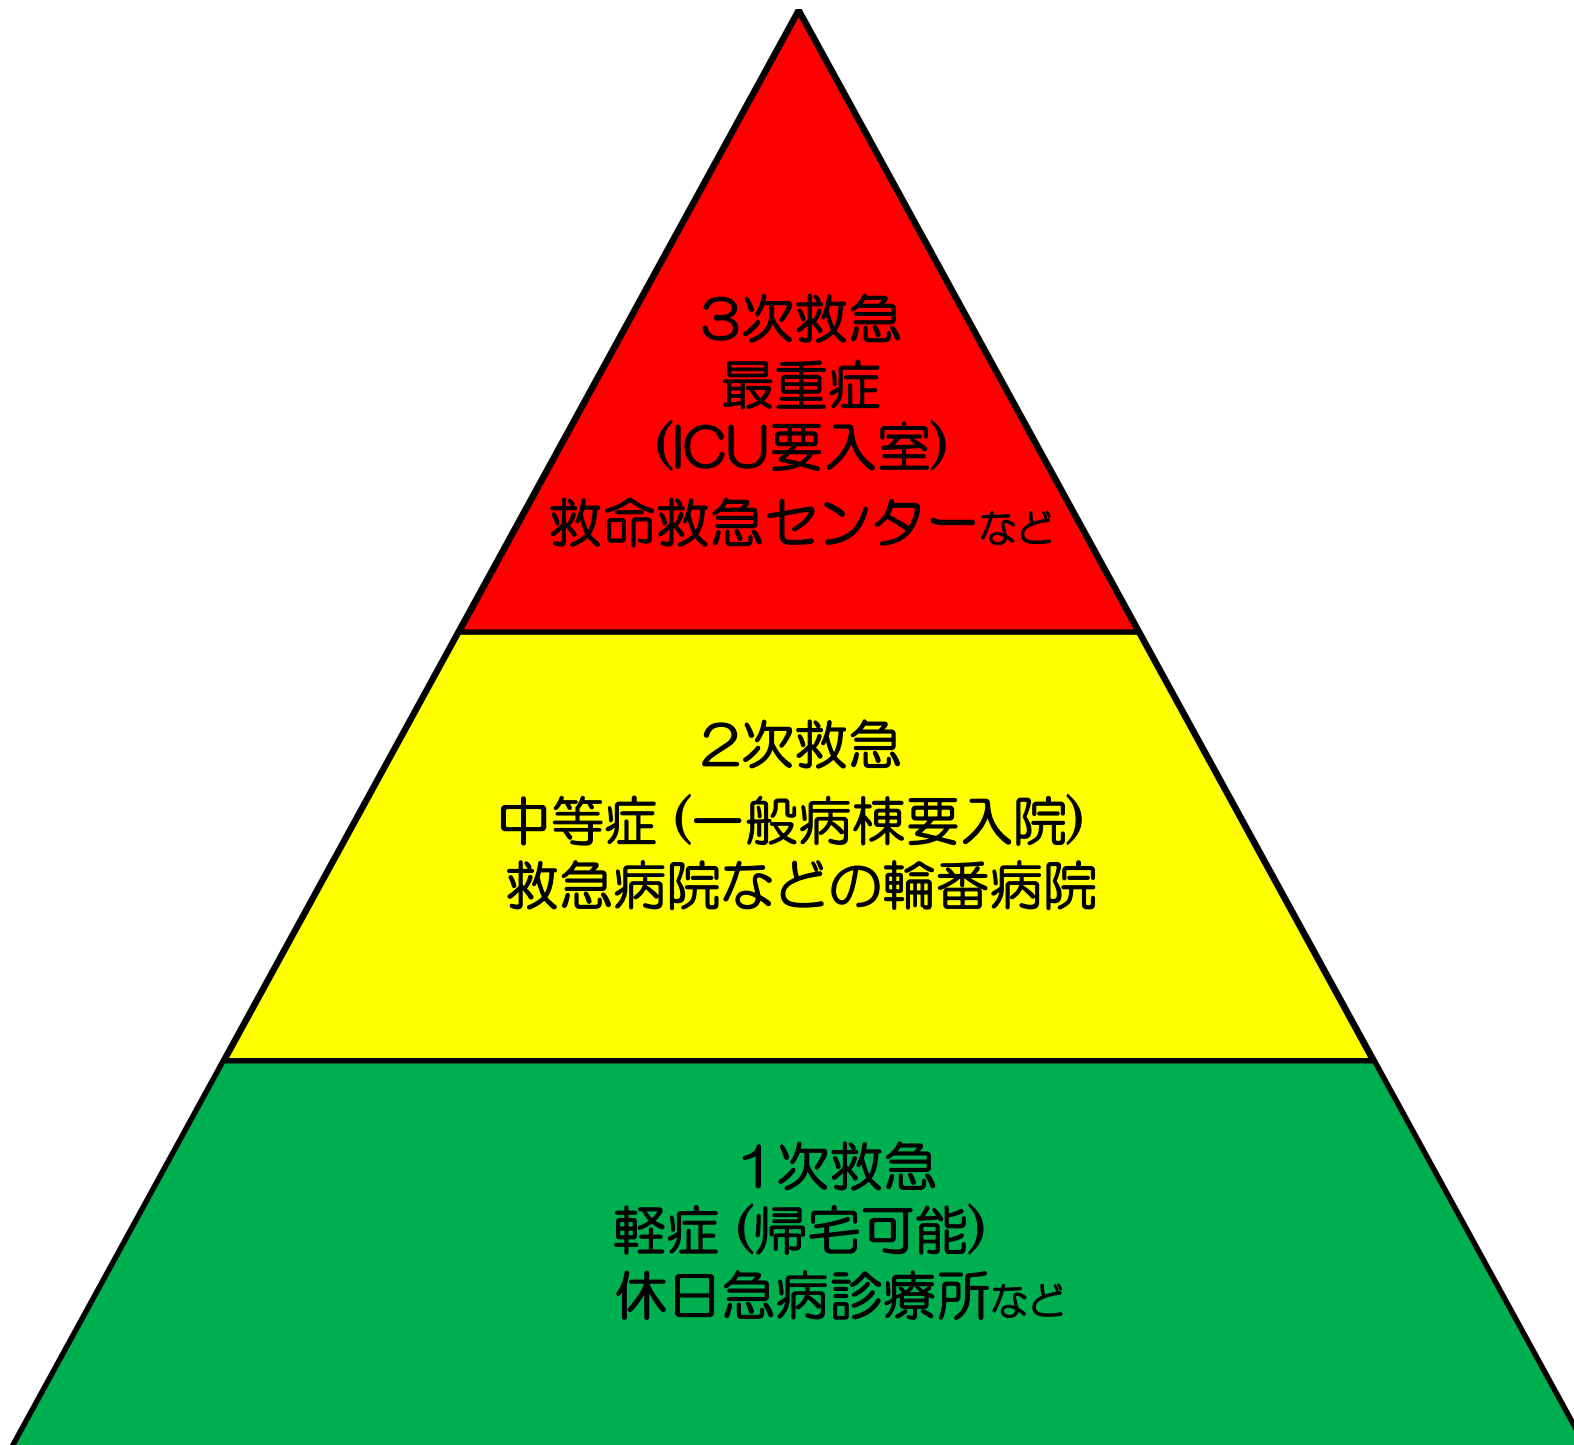 3次救急
最重症
(ICU要入室)
救命救急センターなど
2次救急
中等症(一般病棟要入院)
救急病院などの輪番病院
1次救急
軽症(帰宅可能)
休日急病診療所など